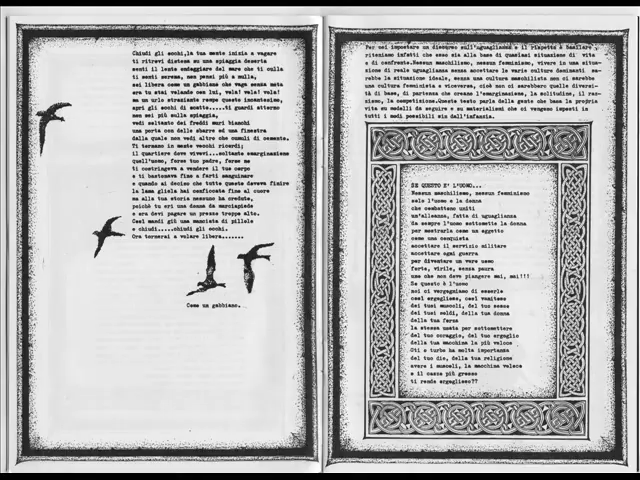 Chiudi gli occhi,la tua mente inizia a vagare
ti ritrovi distesa su una spiaggia deserta
senti il lento ondeggiare del mare che ti culla
ti senti serena, non pensi più a nulla,
sei libera come un gabbiano che vaga senza meta
ora tu stai volando con lui, vola! vola! vola!
ma un urlo straziante rompe questo incantesimo,
apri gli occhi di scatto.....ti guardi attorno
non sei più sulla spiaggia,
vedi soltanto dei freddi muri bianchi
una porta con delle sbarre ed una finestra
dalla quale non vedi altro che cumuli di cemento.
Ti tornano in mente vecchi ricordi;
il quartiere dove vivevi...soltanto emarginazione
quell'uomo, forse tuo padre, forse no
ti costringeva a vendere il tuo corpo
e ti bastonava fino a farti sanguinare
e quando ai deciso che tutto questo doveva finire
la lama gliela hai conficcata fino al cuore
ma alla tua storia nessuno ha creduto,
poichè tu eri una donna da marciapiede
e ora devi pagare un prezzo troppo alto.
Così mandi giù una manciata di pillole
e chiudi.....chiudi gli occhi.
Ora tornerai a volare libera.......
Come un gabbiano.
Per noi impostare un discorso sull'uguaglianza e il rispetto è basilare,
riteniamo infatti che esso sia alla base di qualsiasi situazione di vita
e di confronto.Nessun maschilismo, nessun femminismo, vivere in una situa-
zione di reale uguaglianza senza accettare le varie culture dominanti sa-
rebbe la situazione ideale, senza una cultura maschilista non ci sarebbe
una cultura femminista e viceversa, cioè non ci sarebbero quelle diversi-
tà di base, di partenza che creano l'emarginazione, la solitudine, il raz-
zismo, la competizione.Questo testo parla della gente che basa la propria
vita su modelli da seguire e su materialismi che ci vengono imposti in
tutti i modi possibili sin dall'infanzia.
SE QUESTO E' L'UOMO...
Nessun maschilismo, nessun femminismo
solo l'uomo e la donna
che combattono uniti
un'alleanza, fatta di uguaglianza
Da sempre l'uomo sottomette la donna
per mostrarla come un oggetto
come una conquista
accettare il servizio militare
accettare ogni guerra
per diventare un vero uomo
forte, virile, senza paura
uno che non deve piangere mai, mai!!!
Se questo è l'uomo
noi ci vergogniamo di esserlo
così orgoglioso, così vanitoso
dei tuoi muscoli, del tuo sesso
dei tuoi soldi, della tua donna
della tua forza
la stessa usata per sottomettere
del tuo coraggio, del tuo orgoglio
della tua macchina la più veloce
Gti o turbo ha molta importanza
del tuo dio, della tua religione
avere i muscoli, la macchina veloce
e il cazzo più grosso
ti rende orgoglioso??